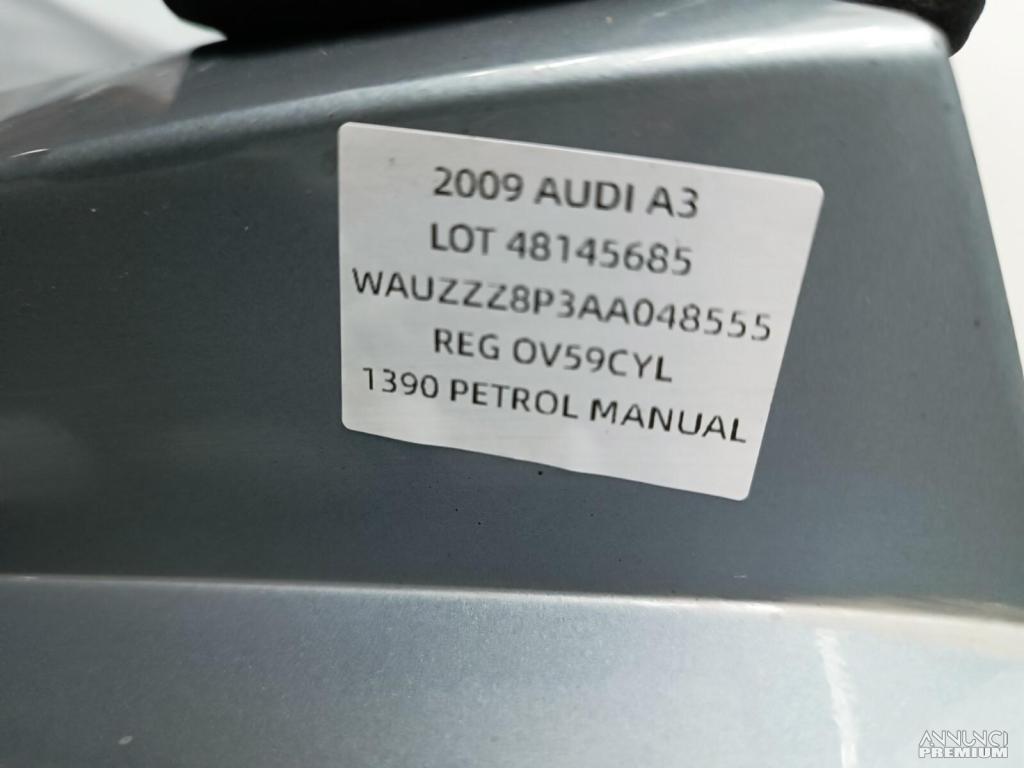 2009 AUDI A3
LOT 48145685
WAUZZZ8P3AA048555
REG OV59CYL
1390 PETROL MANUAL
ANNUNCI
PREMIUM